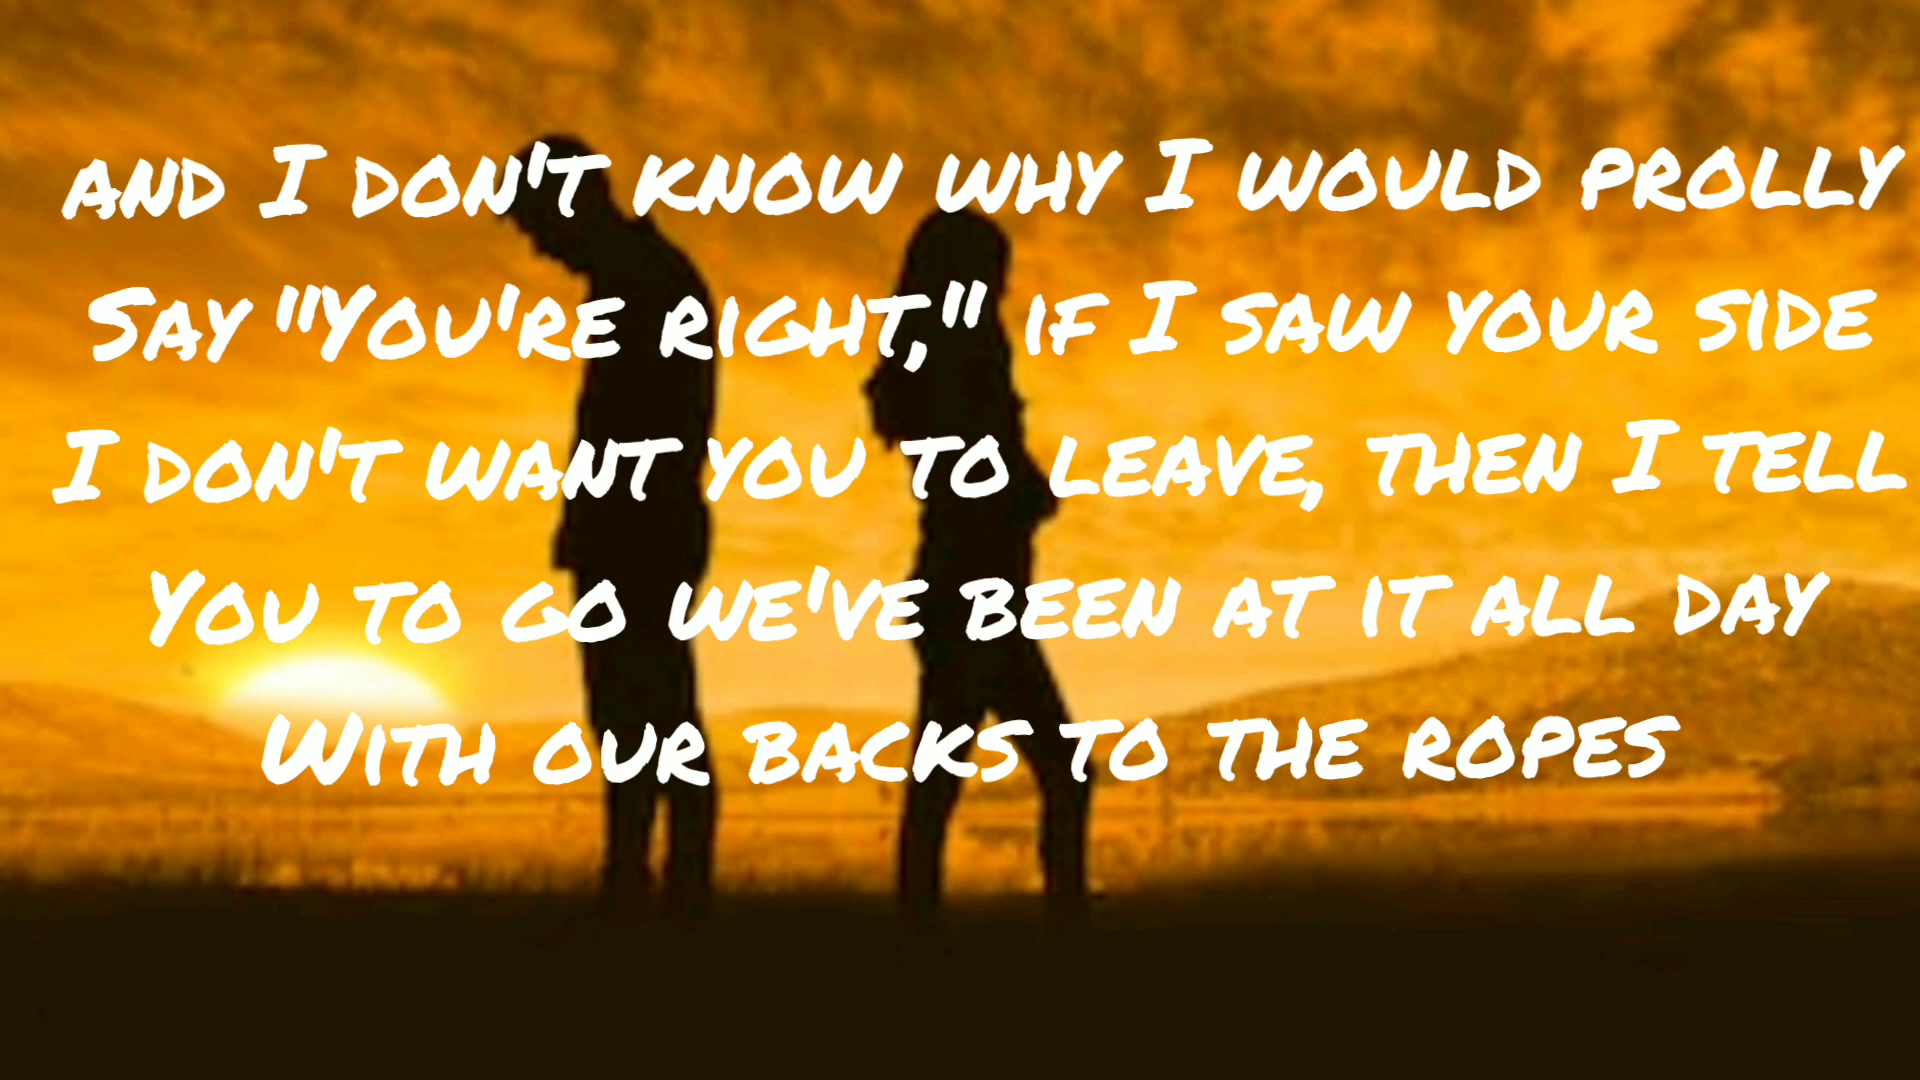 and I don't know why I would prolly
Say "You're right," if I saw your side
I don't want you to leave, then I tell
You to go we've been at it all day
With our backs to the ropes